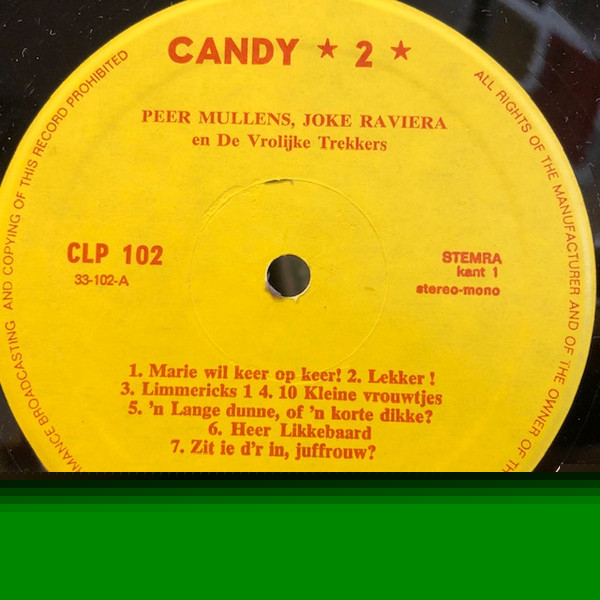 CANDY ★ 2 ★
PEER MULLENS, JOKE RAVIERA
en De Vrolijke Trekkers
CLP 102
33-102-A
STEMRA
kant 1
stereo-mono
1. Marie wil keer op keer! 2. Lekker !
3. Limmericks 1 4. 10 Kleine vrouwtjes
5. 'n Lange dunne, of 'n korte dikke?
6. Heer Likkebaard
7. Zit ie d'r in, juffrouw?
ALL RIGHTS OF THE MANUFACTURER AND OF THE OWNER OF
BROADCASTING AND COPYING OF THIS RECORD PROHIBITED